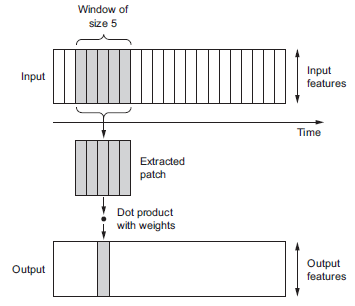 Window of
size 5
Input
Input
features
Time
Extracted
patch
Dot product
with weights
Output
Output
features